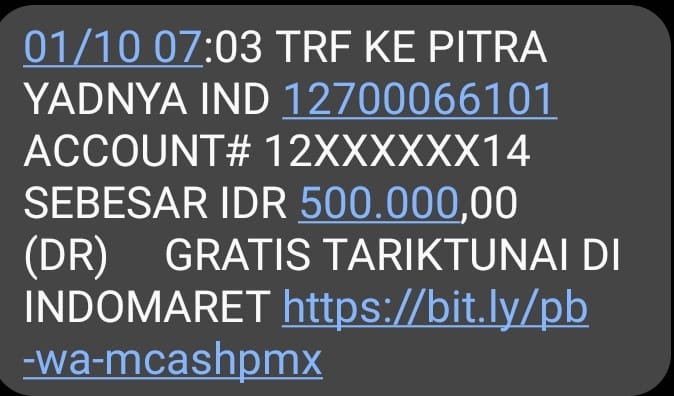 01/10 07:03 TRF KE PITRA
YADNYA IND 12700066101
ACCOUNT# 12XXXXXX14
SEBESAR IDR 500.000,00
(DR) GRATIS TARIKTUNAI DI
INDOMARET https://bit.ly/pb
-wa-mcashpmx